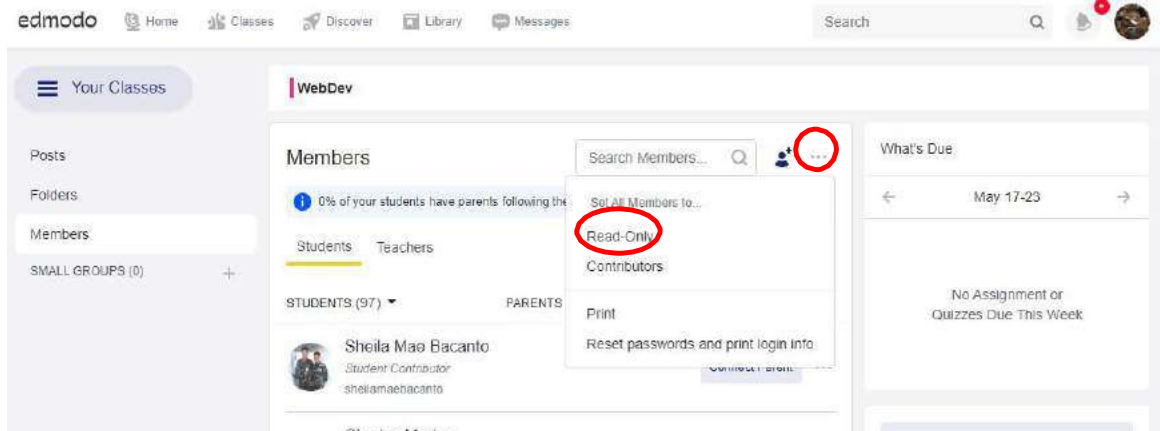 edmodo Home Classes Discover Library Messages Search
Your Classes
WebDev
Posts
Folders
Members
SMALL GROUPS (0) +
Members
Search Members...
0% of your students have parents following the
Students Teachers
STUDENTS (97) PARENTS
Sheila Mae Bacanto
Student Contributor
sheilamaebacanto
Set All Members to...
Read-Only
Contributors
Print
Reset passwords and print login info
Connect Parent
What's Due
← May 17-23 →
No Assignment or
Quizzes Due This Week